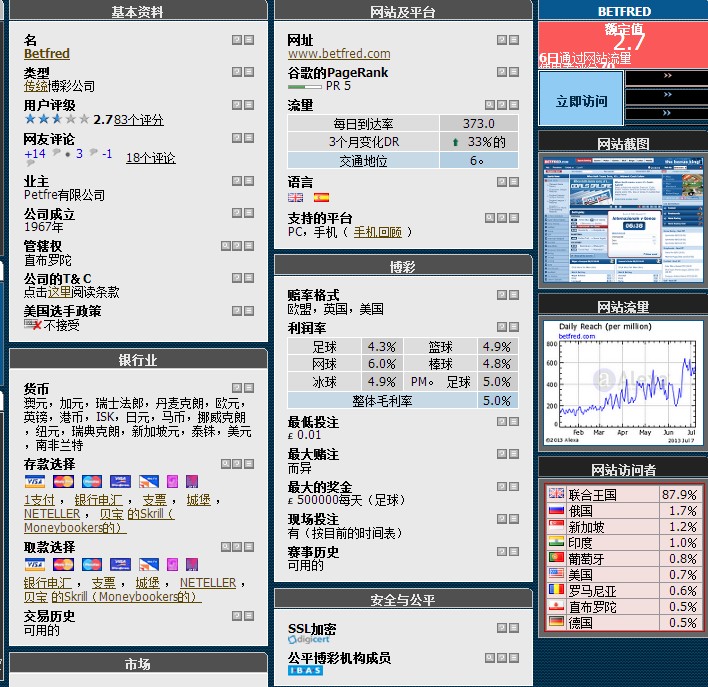 基本资料
名
Betfred
类型
传统博彩公司
用户评级
2.7 83个评分
网友评论
+14 3 -1 18个评论
业主
Petfre有限公司
公司成立
1967年
管辖权
直布罗陀
公司的T& C
点击这里阅读条款
美国选手政策
不接受
银行业
货币
澳元，加元，瑞士法郎，丹麦克朗，欧元，
英镑，港币，ISK，日元，马币，挪威克朗
，纽元，瑞典克朗，新加坡元，泰铢，美元
，南非兰特
存款选择
1支付 ， 银行电汇 ， 支票 ， 城堡 ，
NETELLER ， 贝宝 的Skrill（
Moneybookers的）
取款选择
银行电汇 ， 支票 ， 城堡 ， NETELLER ，
贝宝 的Skrill（Moneybookers的）
交易历史
可用的
市场
网站及平台
网址
www.betfred.com
谷歌的PageRank
PR 5
流量
每日到达率 373.0
3个月变化DR 33%的
交通地位 6。
语言
支持的平台
PC，手机（ 手机回顾 ）
博彩
赔率格式
欧盟，英国，美国
利润率
足球 4.3% 篮球 4.9%
网球 6.0% 棒球 4.8%
冰球 4.9% PM。 足球 5.0%
整体毛利率 5.0%
最低投注
£ 0.01
最大赌注
而异
最大的奖金
£ 500000每天（足球）
现场投注
有（按目前的时间表）
赛事历史
可用的
安全与公平
SSL加密
digicert
公平博彩机构成员
IBAS
BETFRED
2.7
6日通过网站流量
立即访问
网站截图
网站流量
Daily Reach (per million)
betfred.com
800
600
400
200
0
Alexa
Feb Mar Apr May Jun Jul
©2013 Alexa 2013 Jul 7
网站访问者
联合王国 87.9%
俄国 1.7%
新加坡 1.2%
印度 1.0%
葡萄牙 0.8%
美国 0.7%
罗马尼亚 0.6%
直布罗陀 0.5%
德国 0.5%